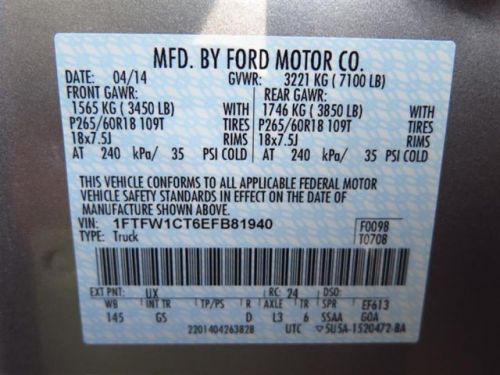 MFD. BY FORD MOTOR CO.
DATE: 04/14 GVWR: 3221 KG ( 7100 LB)
FRONT GAWR: REAR GAWR:
1565 KG ( 3450 LB) WITH 1746 KG ( 3850 LB) WITH
P265/60R18 109T TIRES P265/60R18 109T TIRES
18x7.5J RIMS 18x7.5J RIMS
AT 240 kPa/ 35 PSI COLD AT 240 kPa/ 35 PSI COLD
THIS VEHICLE CONFORMS TO ALL APPLICABLE FEDERAL MOTOR
VEHICLE SAFETY STANDARDS IN EFFECT ON THE DATE OF
MANUFACTURE SHOWN ABOVE.
VIN: 1FTFW1CT6EFB81940 F0098
TYPE: Truck T0708
EXT PNT: UX RC: 24 DSO:
WB INT TR TP/PS R AXLE TR SPR EF613
145 GS D L3 6 SSAA GOA
2201404263828 UTC 5U5A-1520472-BA